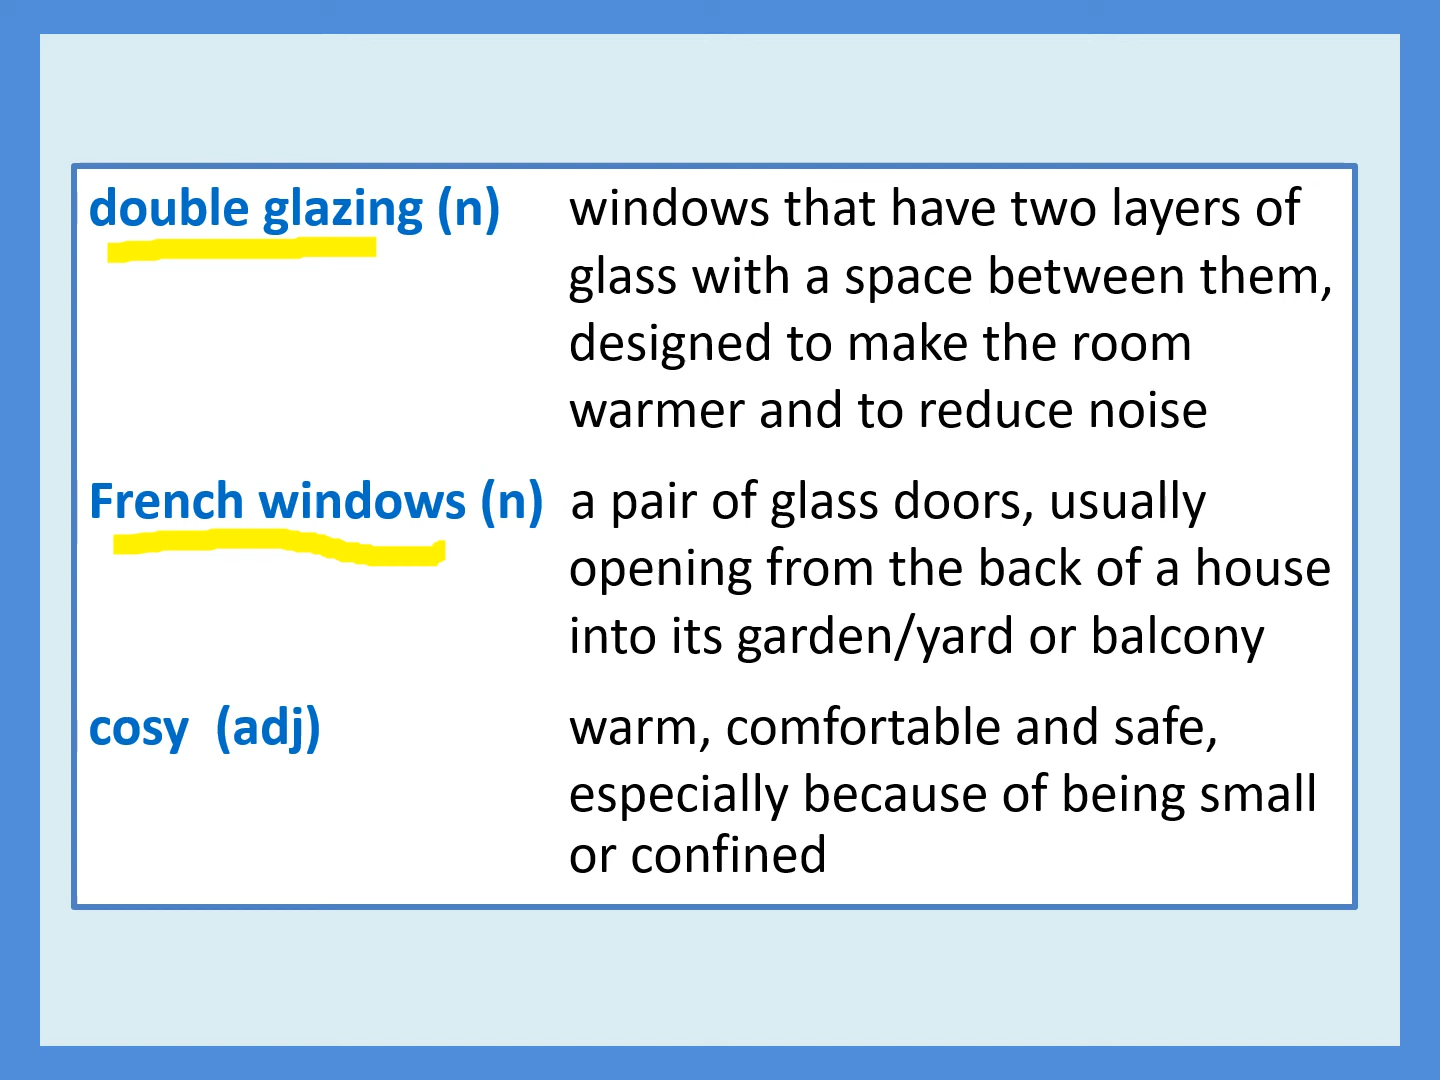 double glazing (n) windows that have two layers of
glass with a space between them,
designed to make the room
warmer and to reduce noise
French windows (n) a pair of glass doors, usually
opening from the back of a house
into its garden/yard or balcony
cosy (adj) warm, comfortable and safe,
especially because of being small
or confined